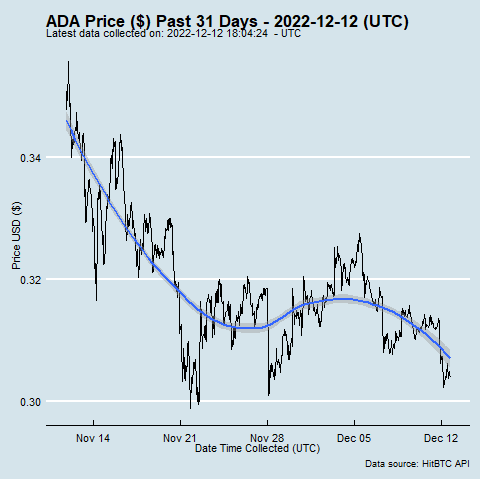 ADA Price ($) Past 31 Days - 2022-12-12 (UTC)
Latest data collected on: 2022-12-12 18:04:24 - UTC
Price USD ($)
0.34
0.32
0.30
Nov 14
Nov 21
Nov 28
Dec 05
Dec 12
Date Time Collected (UTC)
Data source: HitBTC API